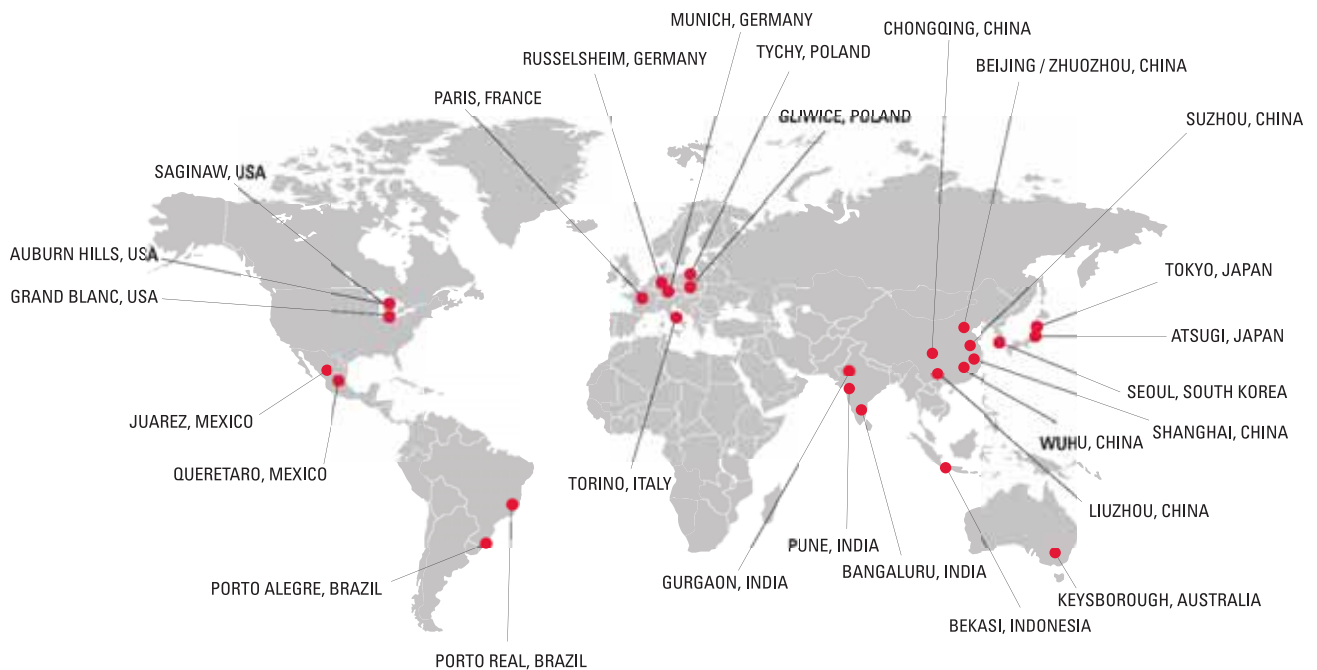 MUNICH, GERMANY
CHONGQING, CHINA
RUSSELSHEIM, GERMANY
TYCHY, POLAND
BEIJING / ZHUOZHOU, CHINA
PARIS, FRANCE
GLIWICE, POLAND
SUZHOU, CHINA
SAGINAW, USA
AUBURN HILLS, USA
TOKYO, JAPAN
GRAND BLANC, USA
ATSUGI, JAPAN
SEOUL, SOUTH KOREA
JUAREZ, MEXICO
SHANGHAI, CHINA
WUHU, CHINA
QUERETARO, MEXICO
TORINO, ITALY
LIUZHOU, CHINA
PUNE, INDIA
BANGALURU, INDIA
GURGAON, INDIA
PORTO ALEGRE, BRAZIL
KEYSBOROUGH, AUSTRALIA
BEKASI, INDONESIA
PORTO REAL, BRAZIL